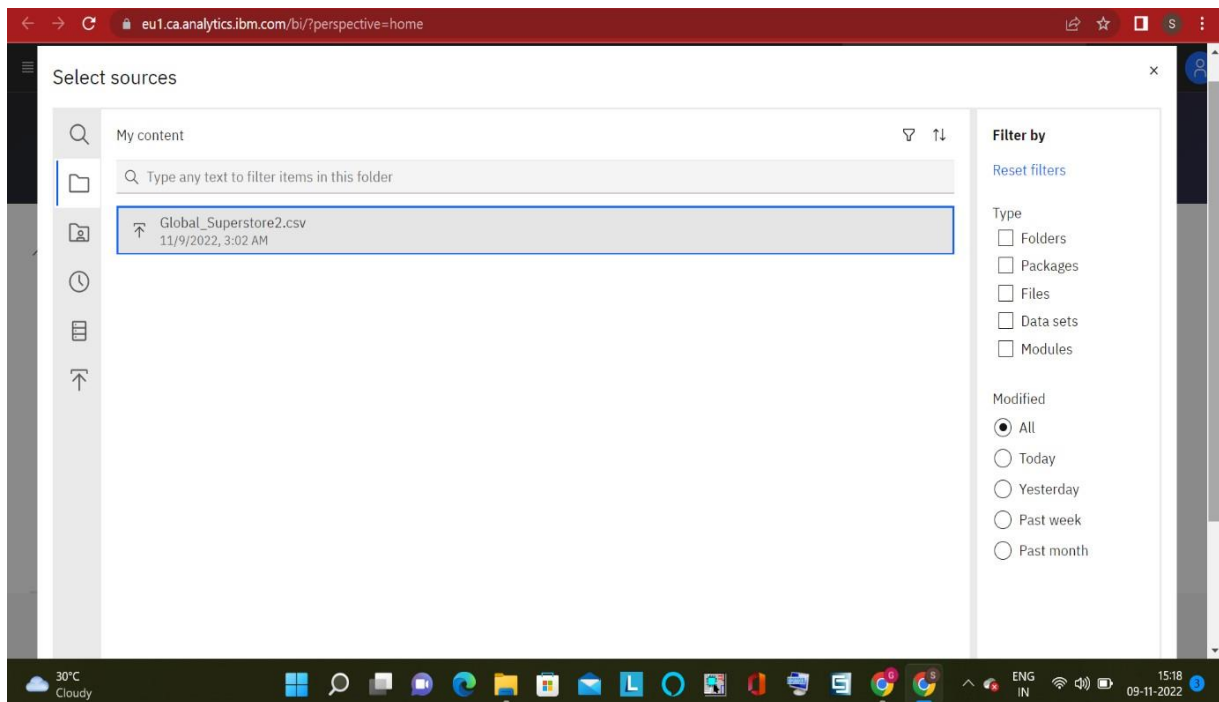 eu1.ca.analytics.ibm.com/bi/?perspective=home
S
Select sources
My content
Type any text to filter items in this folder
Global_Superstore2.csv
11/9/2022, 3:02 AM
Filter by
Reset filters
Type
Folders
Packages
Files
Data sets
Modules
Modified
All
Today
Yesterday
Past week
Past month
30°C
Cloudy
L
G
S
ENG
IN
15:18
09-11-2022
3